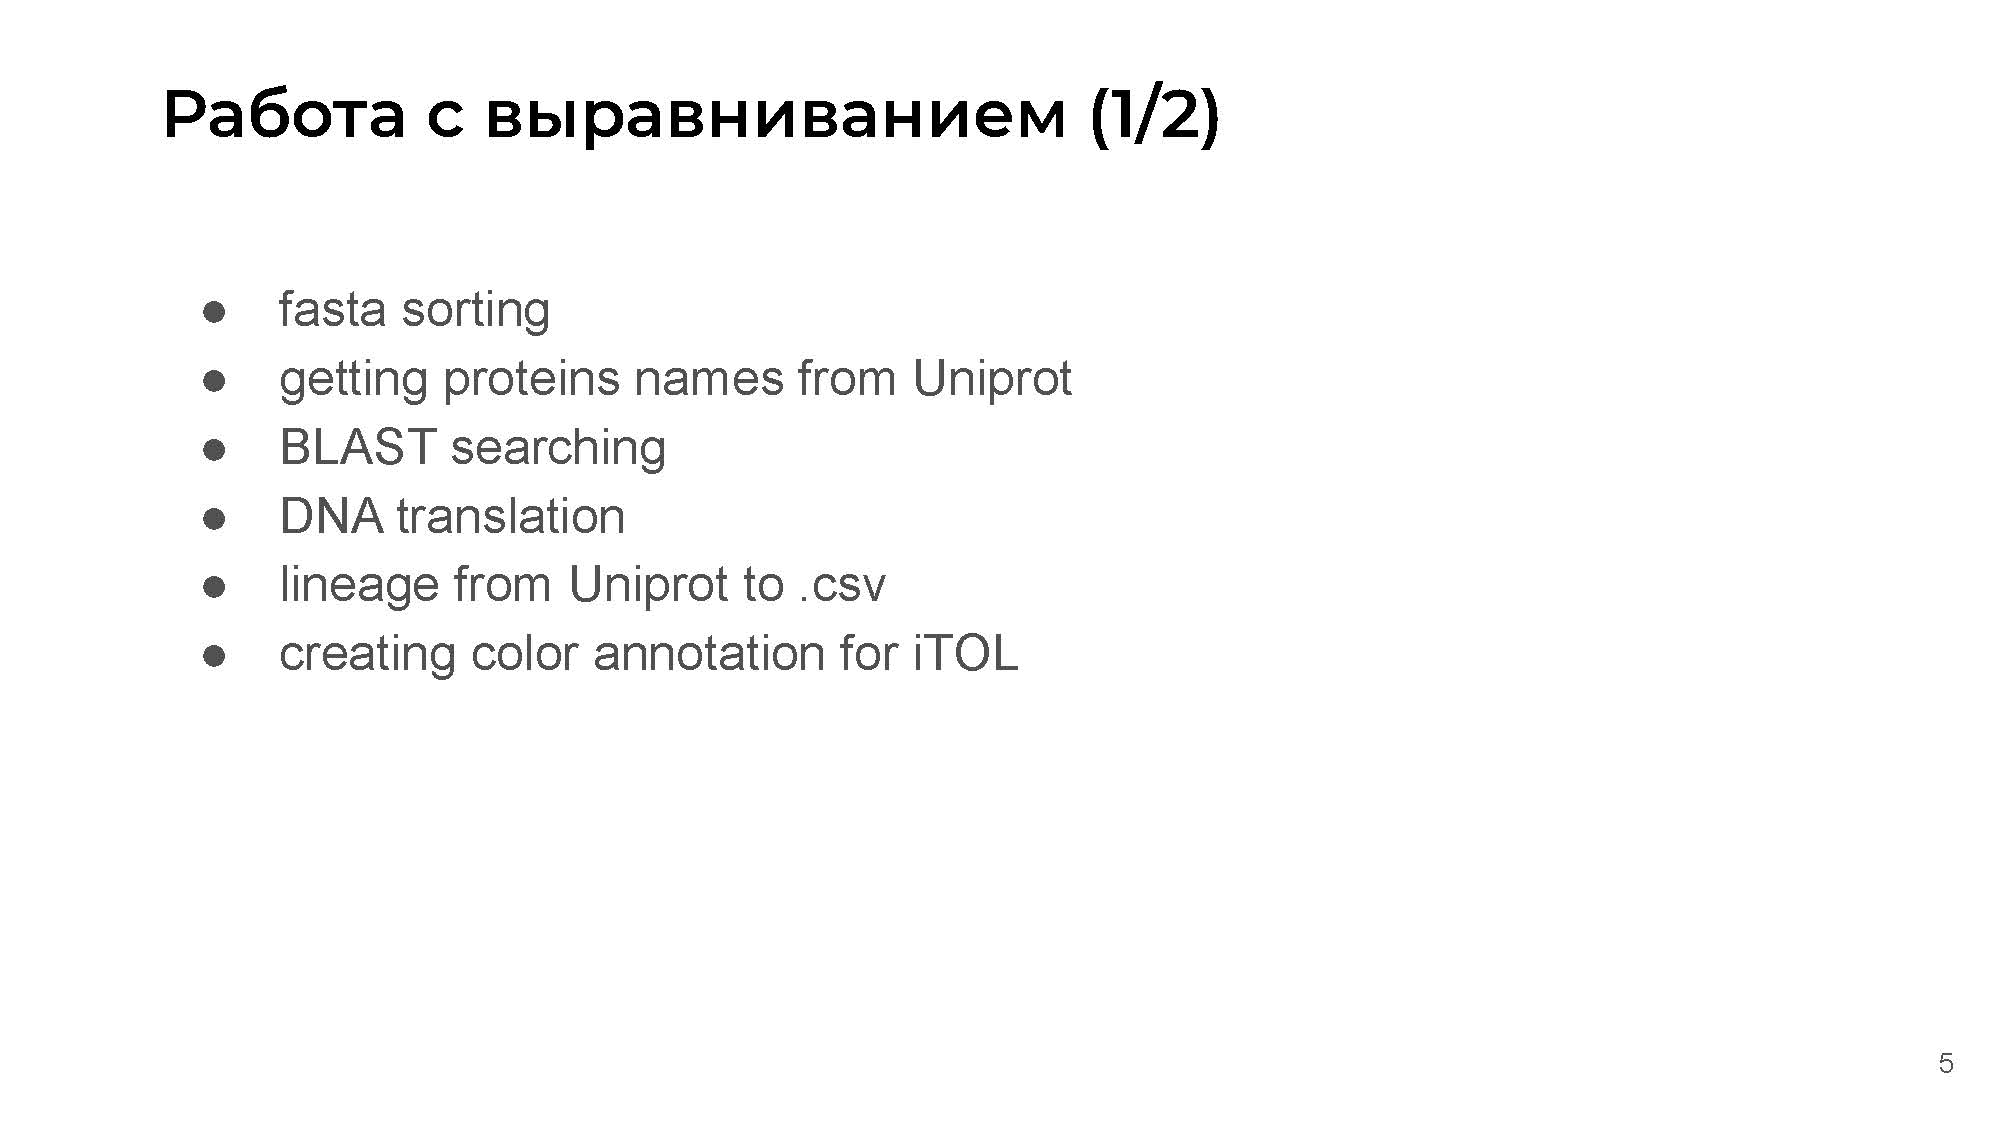 Работа с выравниванием (1/2)
● fasta sorting
● getting proteins names from Uniprot
● BLAST searching
● DNA translation
● lineage from Uniprot to .csv
● creating color annotation for iTOL
5